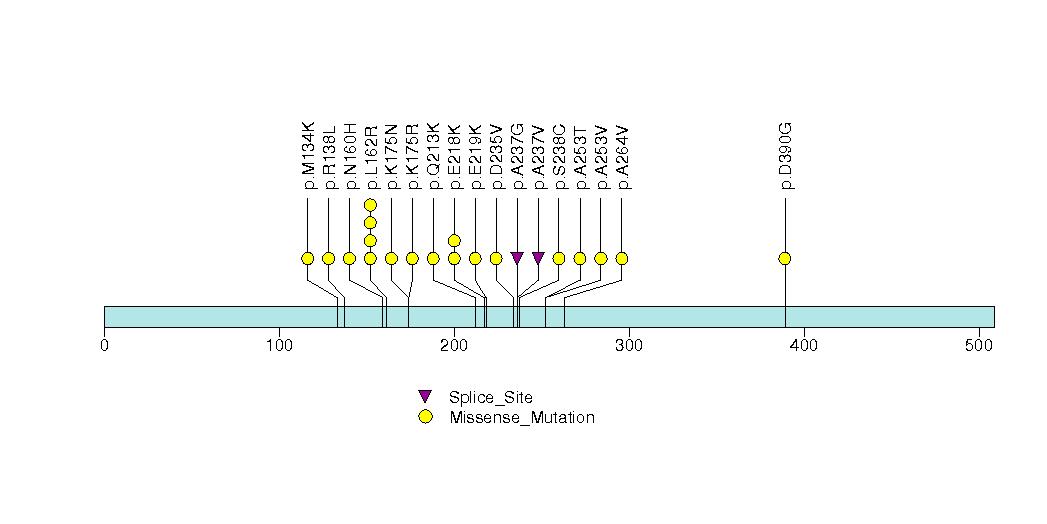 p.M134K
p.R138L
p.N160H
p.L162R
p.K175N
p.K175R
p.Q213K
p.E218K
p.E219K
p.D235V
p.A237G
p.A237V
p.S238C
p.A253T
p.A253V
p.A264V
p.D390G
0 100 200 300 400 500
Splice_Site
Missense_Mutation